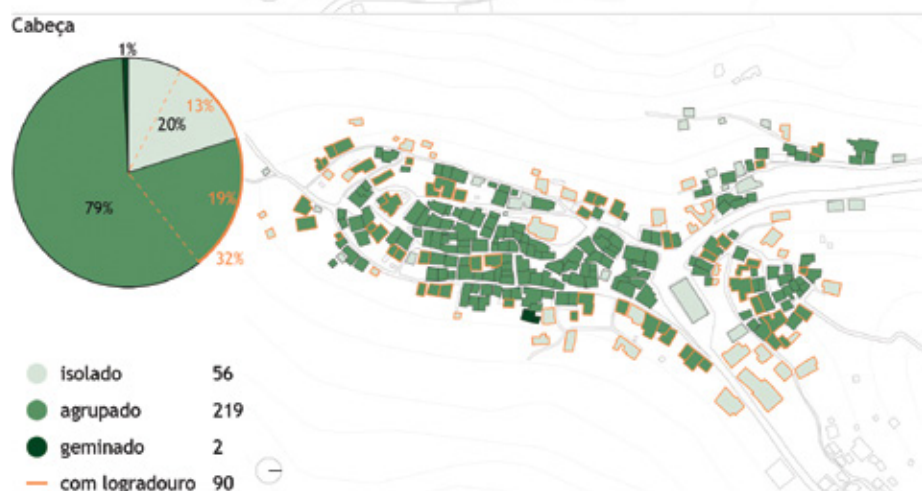 Cabeça
1%
13%
20%
19%
79%
32%
isolado 56
agrupado 219
geminado 2
com logradouro 90